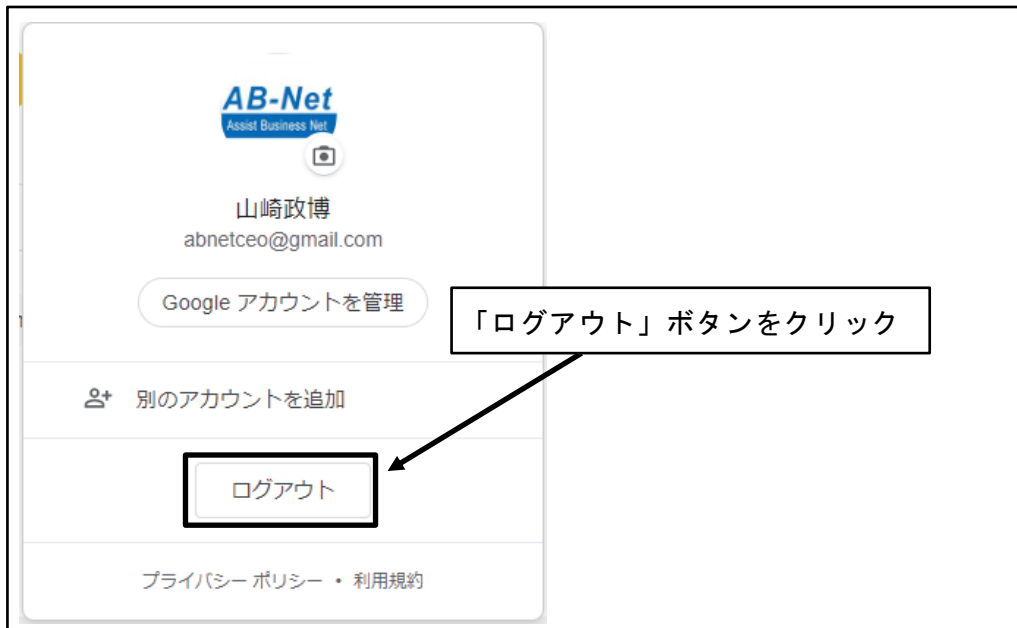 AB-Net
Assist Business Net
山崎政博
abnetceo@gmail.com
Google アカウントを管理
「ログアウト」ボタンをクリック
別のアカウントを追加
ログアウト
プライバシー ポリシー • 利用規約